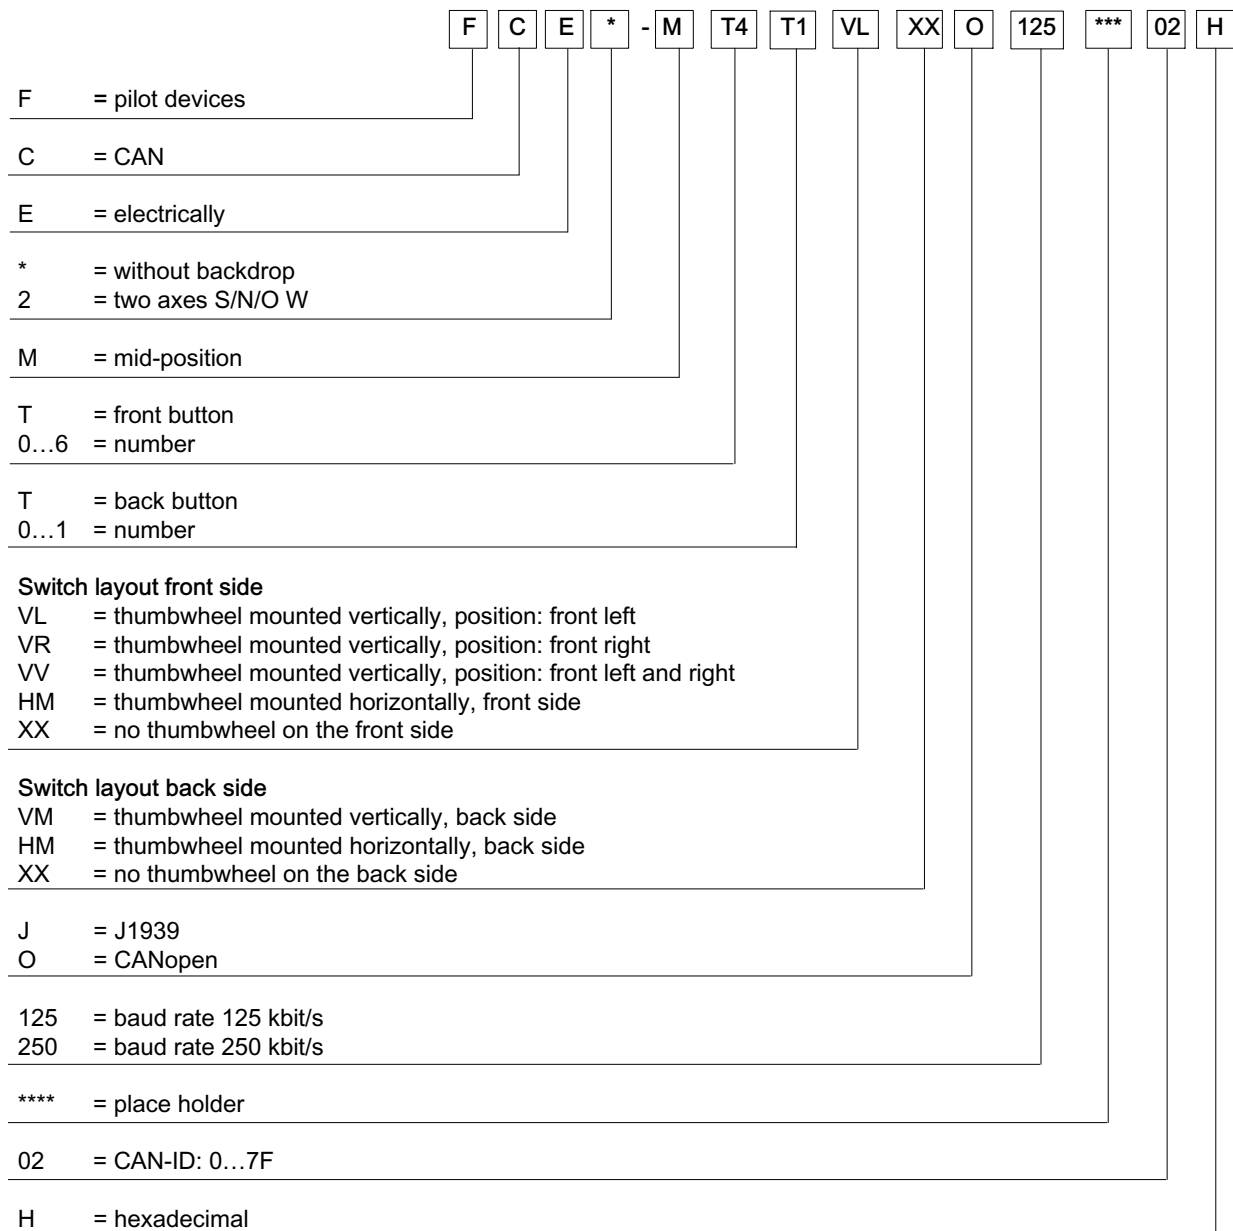 F C E * - M T4 T1 VL XX O 125 *** 02 H
F = pilot devices
C = CAN
E = electrically
* = without backdrop
2 = two axes S/N/O W
M = mid-position
T = front button
0…6 = number
T = back button
0…1 = number
Switch layout front side
VL = thumbwheel mounted vertically, position: front left
VR = thumbwheel mounted vertically, position: front right
VV = thumbwheel mounted vertically, position: front left and right
HM = thumbwheel mounted horizontally, front side
XX = no thumbwheel on the front side
Switch layout back side
VM = thumbwheel mounted vertically, back side
HM = thumbwheel mounted horizontally, back side
XX = no thumbwheel on the back side
J = J1939
O = CANopen
125 = baud rate 125 kbit/s
250 = baud rate 250 kbit/s
**** = place holder
02 = CAN-ID: 0…7F
H = hexadecimal